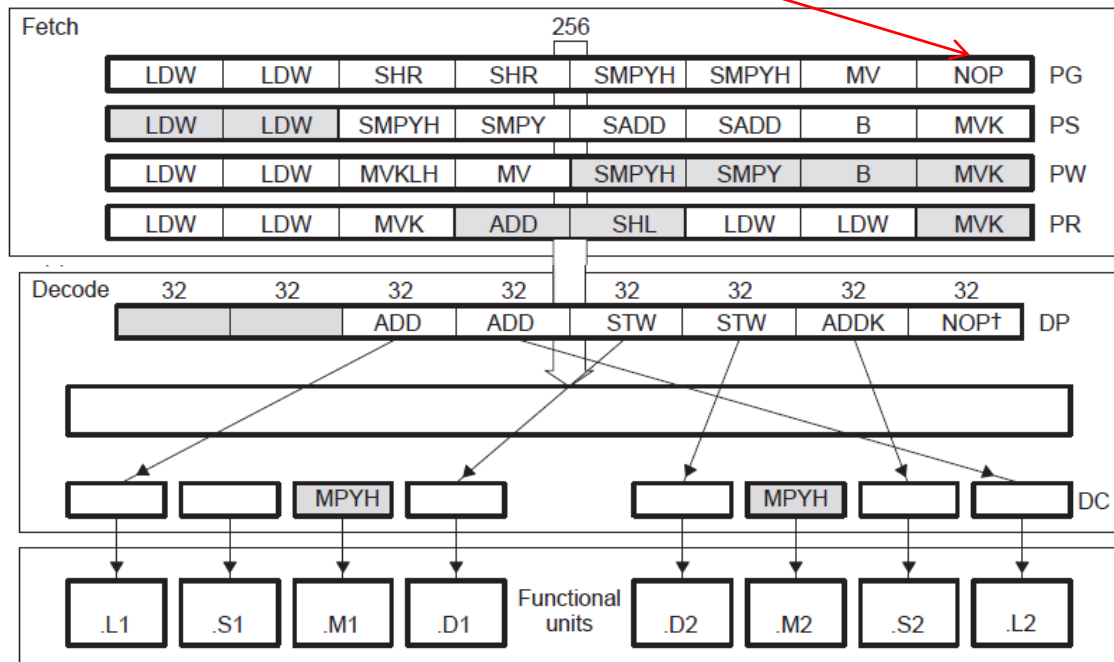 Fetch 256
LDW LDW SHR SHR SMPYH SMPYH MV NOP PG
LDW LDW SMPYH SMPY SADD SADD B MVK PS
LDW LDW MVKLH MV SMPYH SMPY B MVK PW
LDW LDW MVK ADD SHL LDW LDW MVK PR
Decode 32 32 32 32 32 32 32 32
ADD ADD STW STW ADDK NOP† DP
MPYH MPYH DC
.L1 .S1 .M1 .D1 Functional units .D2 .M2 .S2 .L2